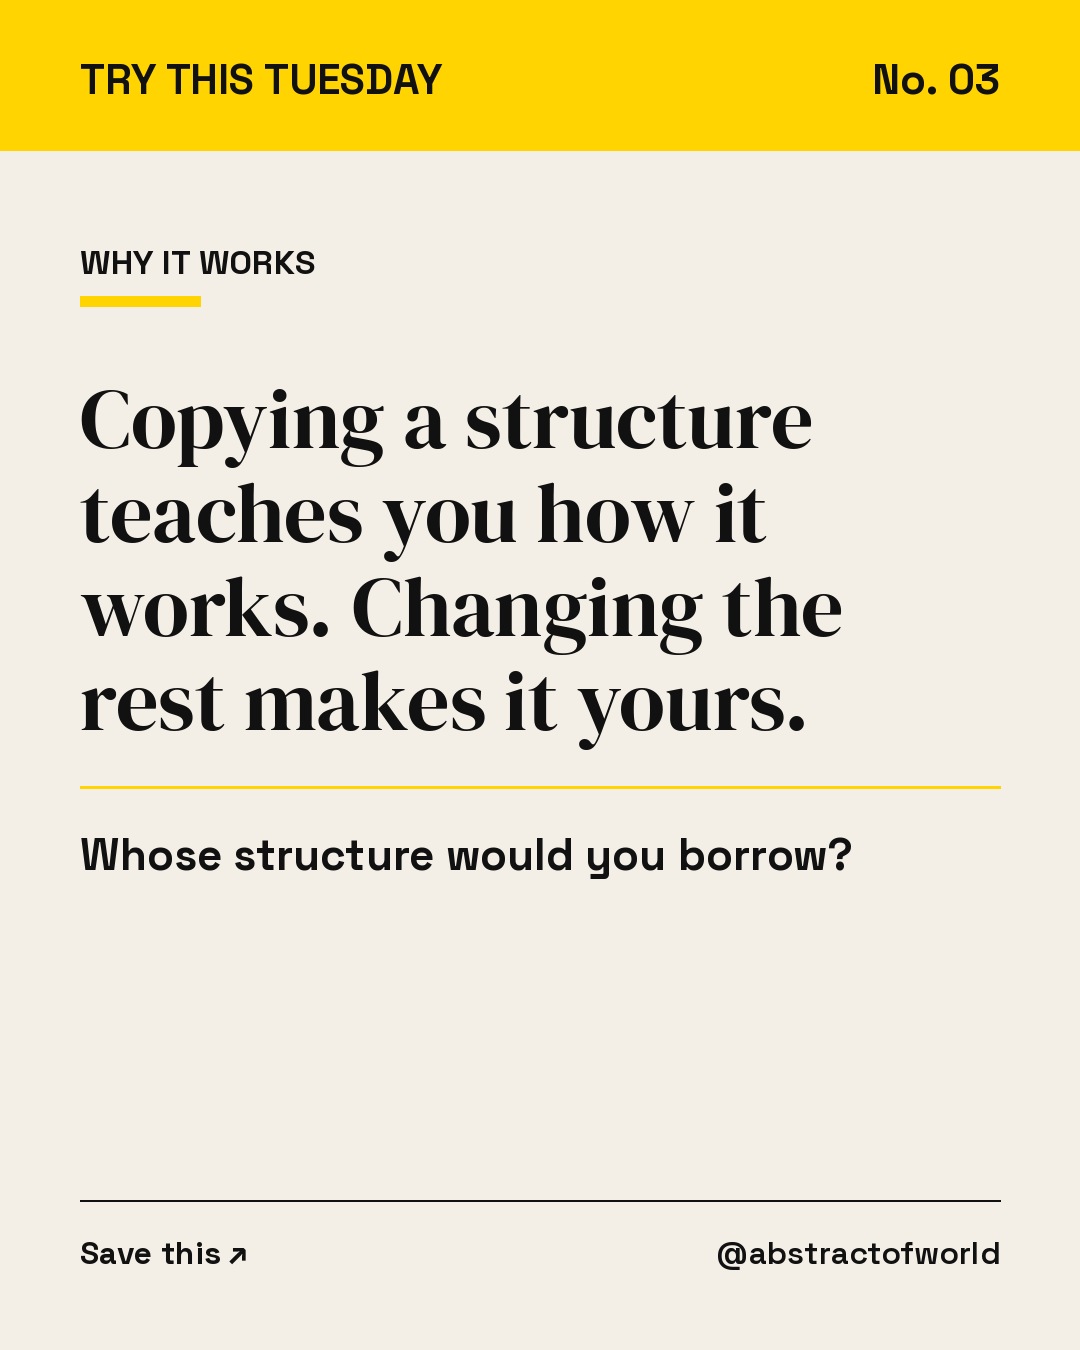 TRY THIS TUESDAY
No. 03
WHY IT WORKS
Copying a structure
teaches you how it
works. Changing the
rest makes it yours.
Whose structure would you borrow?
Save this ↗
@abstractofworld